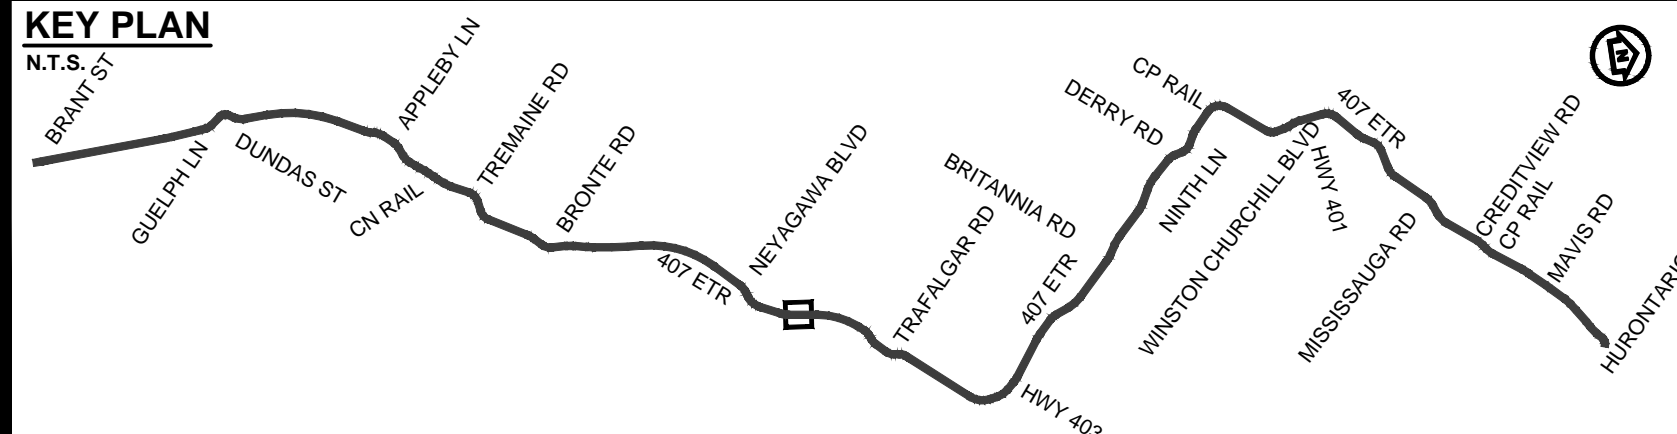 KEY PLAN
N.T.S.
BRANT ST
GUELPH LN
DUNDAS ST
APPLEBY LN
CN RAIL
TREMAINE RD
BRONTE RD
407 ETR
NEYAGAWA BLVD
TRAFALGAR RD
BRITANNIA RD
407 ETR
HWY 403
DERRY RD
CP RAIL
NINTH LN
WINSTON CHURCHILL BLVD
HWY 401
407 ETR
MISSISSAUGA RD
CREDITVIEW RD
CP RAIL
MAVIS RD
HURONTARIO
N